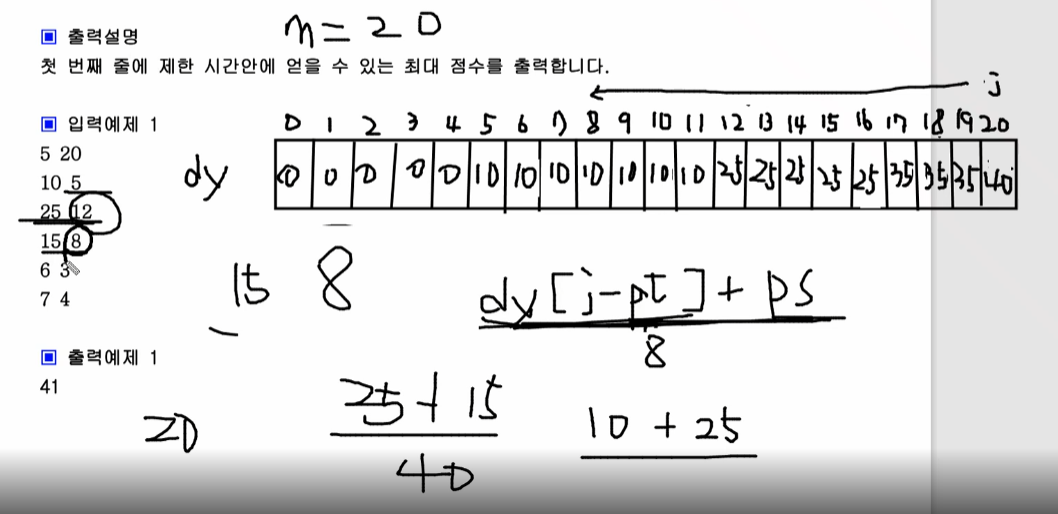 m = 20
▣ 출력설명
첫 번째 줄에 제한 시간안에 얻을 수 있는 최대 점수를 출력합니다.
j
▣ 입력예제 1
0 1 2 3 4 5 6 7 8 9 10 11 12 13 14 15 16 17 18 19 20
5 20
dy 0 0 0 0 0 10 10 10 10 10 10 10 25 25 25 25 25 35 35 35 40
10 5
25 12
15 8
6 3
15 8
dy[j-pt] + ps
7 4
8
▣ 출력예제 1
41
25 + 15
10 + 25
20
40